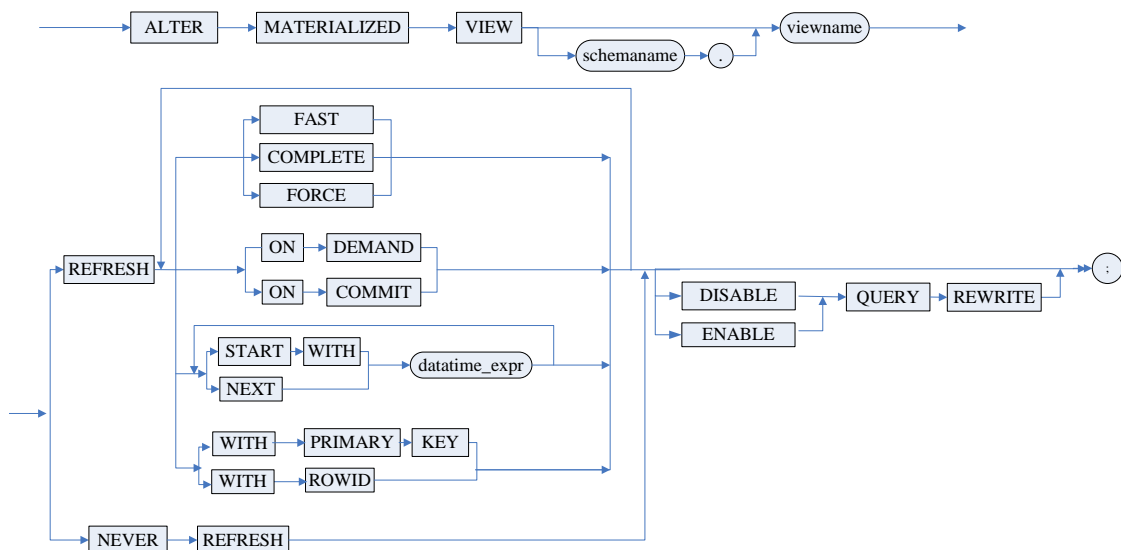 ALTER MATERIALIZED VIEW viewname
schemaname .
FAST
COMPLETE
FORCE
ON DEMAND
REFRESH ;
ON COMMIT
DISABLE QUERY REWRITE
ENABLE
START WITH
datatime_expr
NEXT
WITH PRIMARY KEY
WITH ROWID
NEVER REFRESH